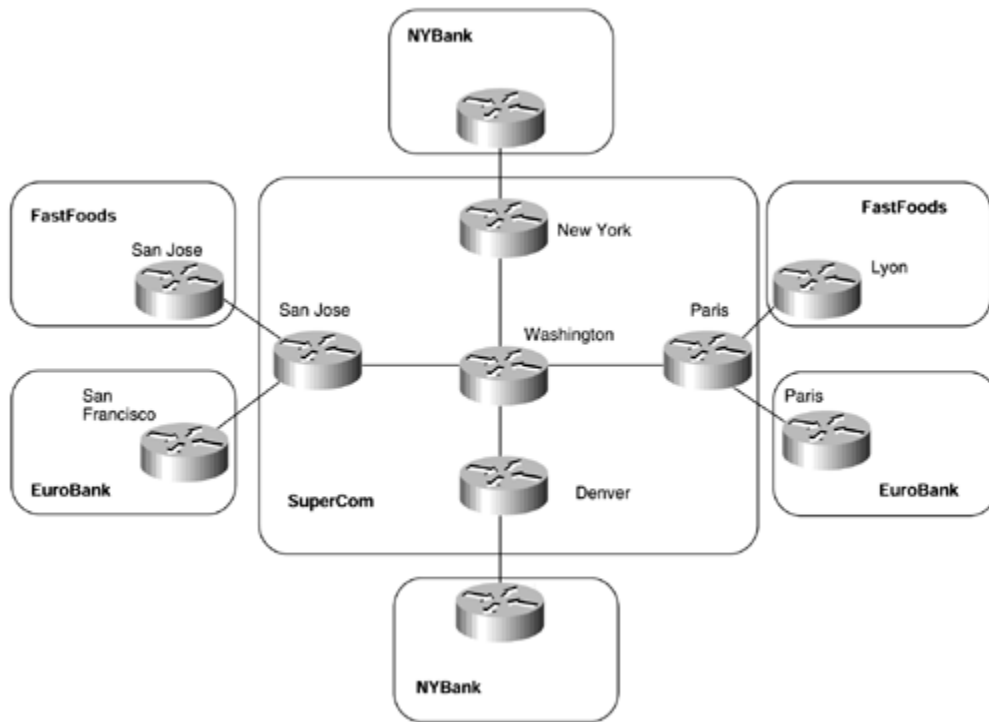 NYBank
FastFoods
San Jose
San Jose
New York
Washington
Paris
FastFoods
Lyon
San
Francisco
EuroBank
SuperCom
Denver
Paris
EuroBank
NYBank